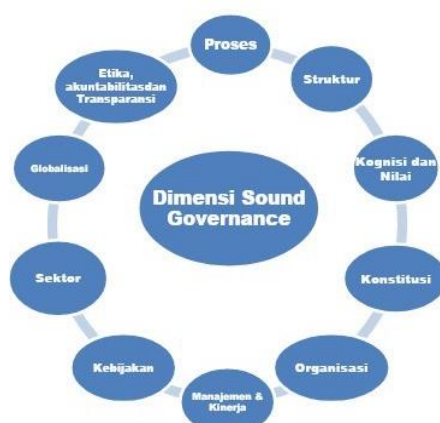 Proses
Struktur
Kognisi dan
Nilai
Konstitusi
Organisasi
Manajemen &
Kinerja
Kebijakan
Sektor
Globalisasi
Etika,
akuntabilitasdan
Transparansi
Dimensi Sound
Governance